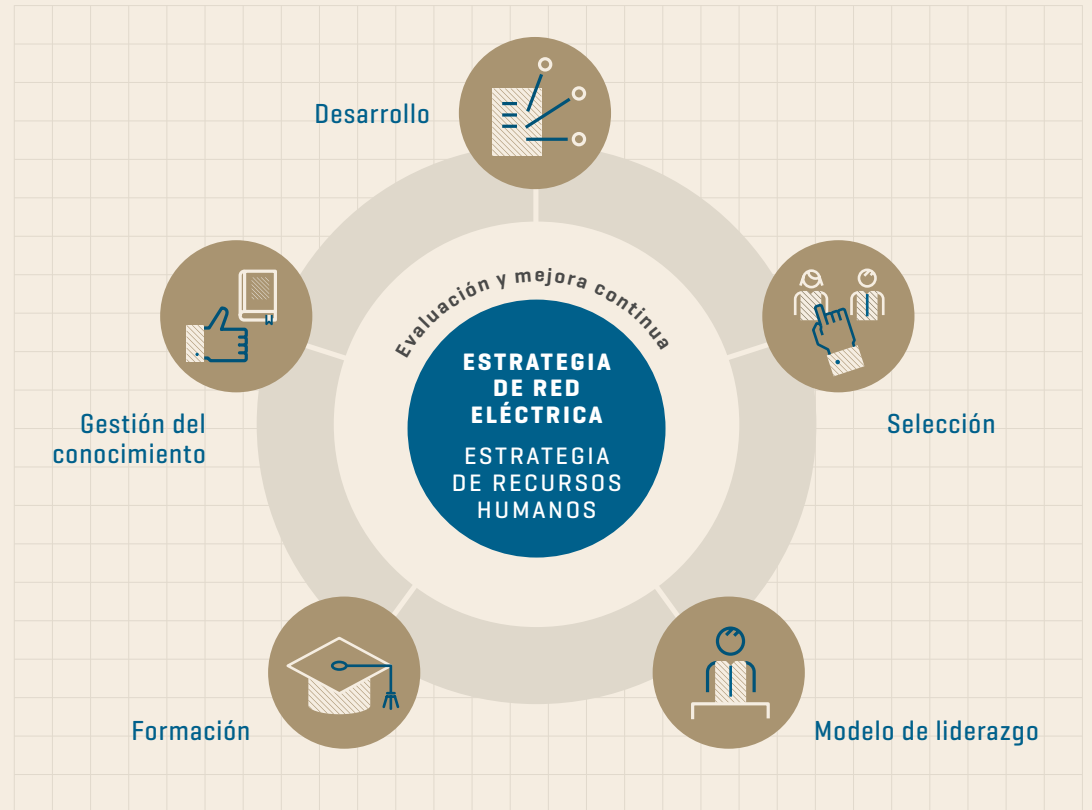 Desarrollo
Evaluación y mejora continua
ESTRATEGIA
DE RED
ELÉCTRICA
ESTRATEGIA
DE RECURSOS
HUMANOS
Gestión del
conocimiento
Selección
Formación
Modelo de liderazgo